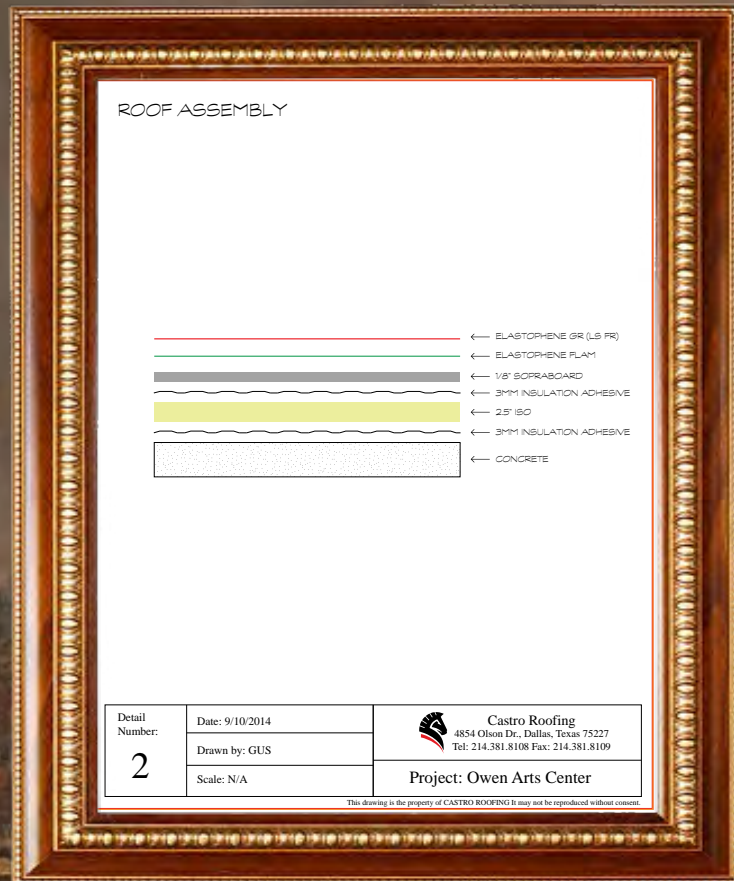 ROOF ASSEMBLY
ELASTOPHENE GR (LS FR)
ELASTOPHENE FLAM
1/8" SOPRABOARD
3MM INSULATION ADHESIVE
2.5" ISO
3MM INSULATION ADHESIVE
CONCRETE
Detail
Number:
2
Date: 9/10/2014
Drawn by: GUS
Scale: N/A
Castro Roofing
4854 Olson Dr., Dallas, Texas 75227
Tel: 214.381.8108 Fax: 214.381.8109
Project: Owen Arts Center
This drawing is the property of CASTRO ROOFING It may not be reproduced without consent.